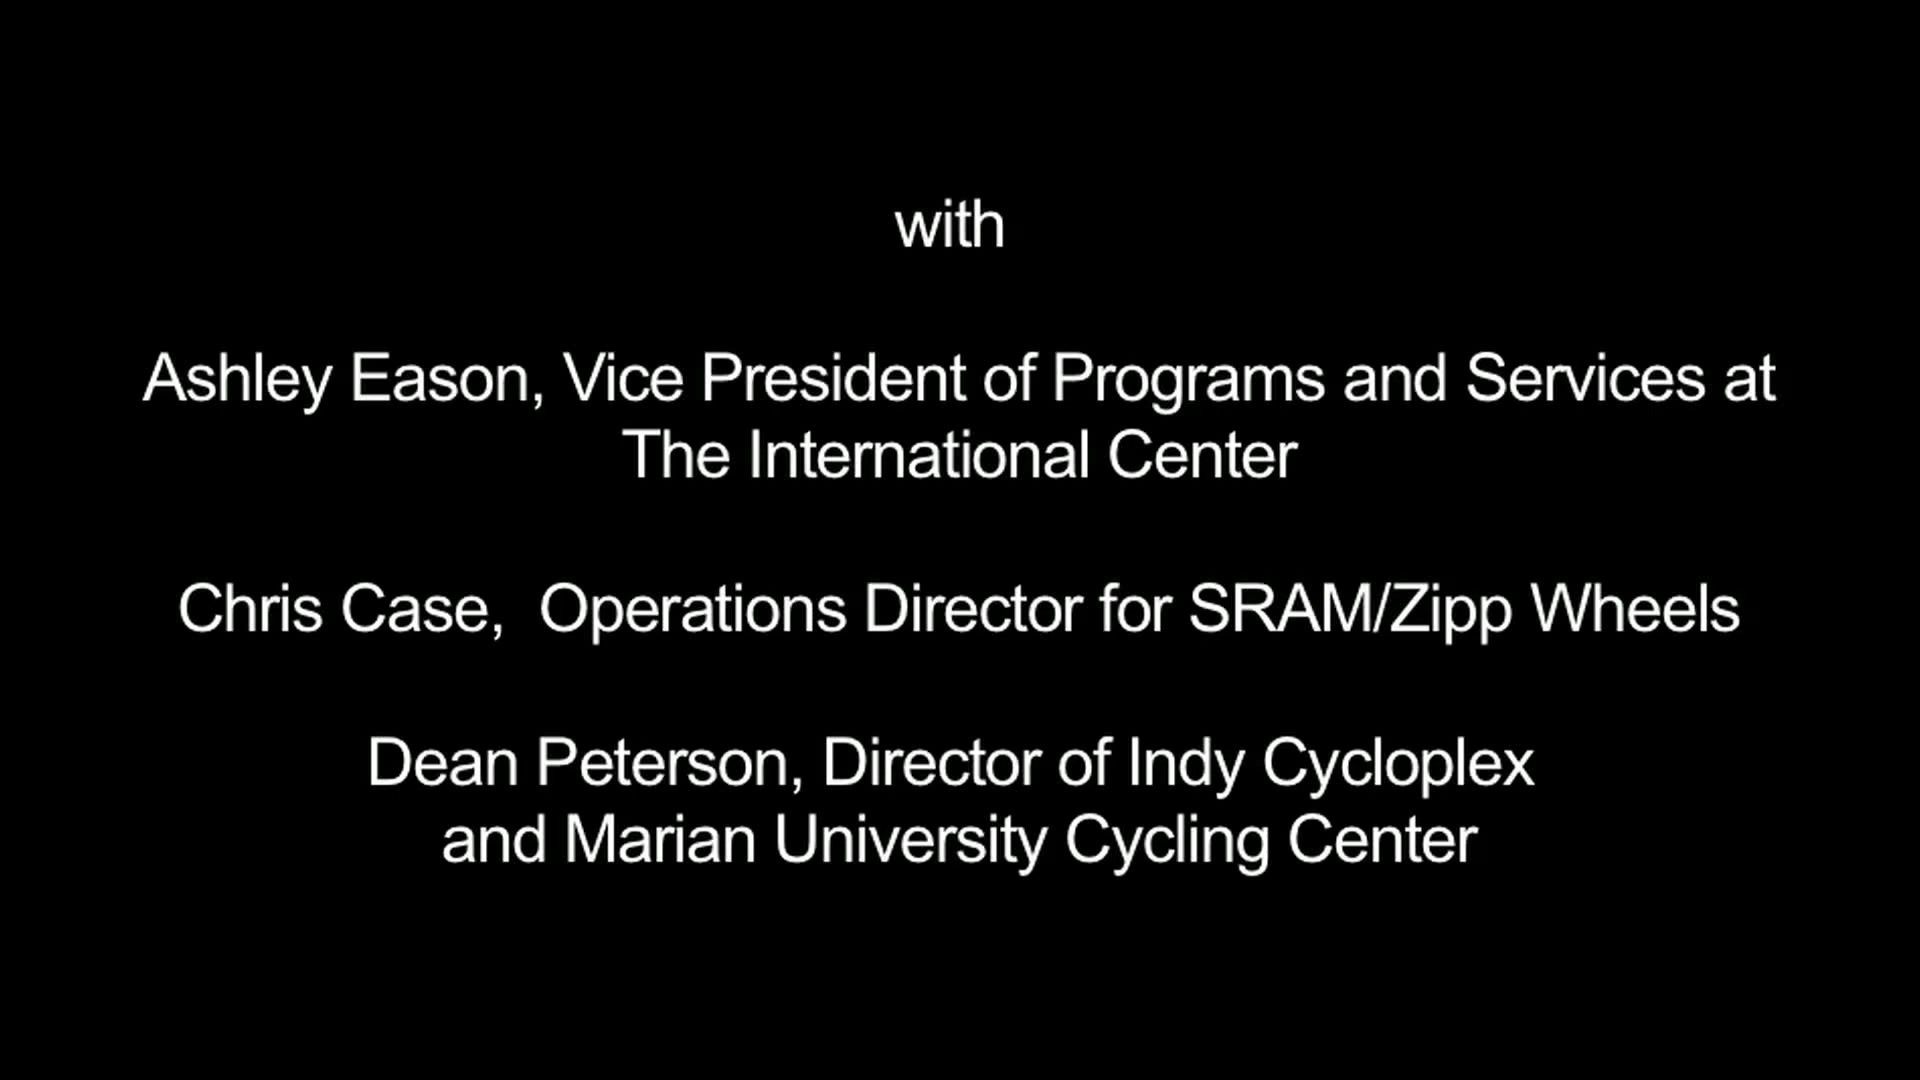 with
Ashley Eason, Vice President of Programs and Services at
The International Center
Chris Case,  Operations Director for SRAM/Zipp Wheels
Dean Peterson, Director of Indy Cycloplex
and Marian University Cycling Center